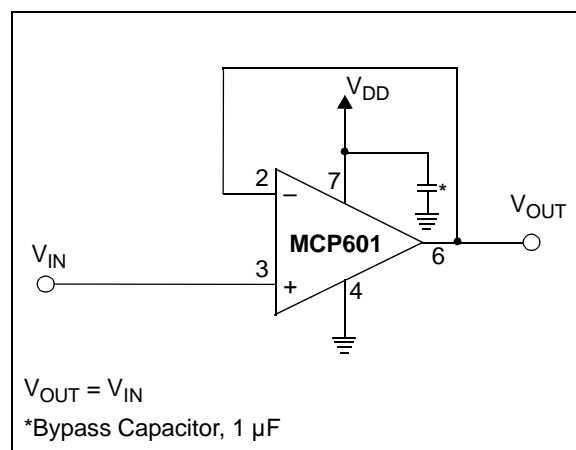 V_DD
2
–
7
*
MCP601
V_OUT
V_IN
3
+
4
6
V_OUT = V_IN
*Bypass Capacitor, 1 µF